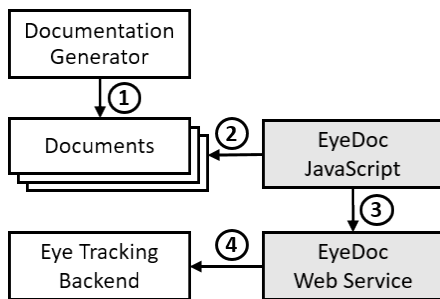 Documentation
Generator
1
Documents
2
EyeDoc
JavaScript
3
Eye Tracking
Backend
4
EyeDoc
Web Service